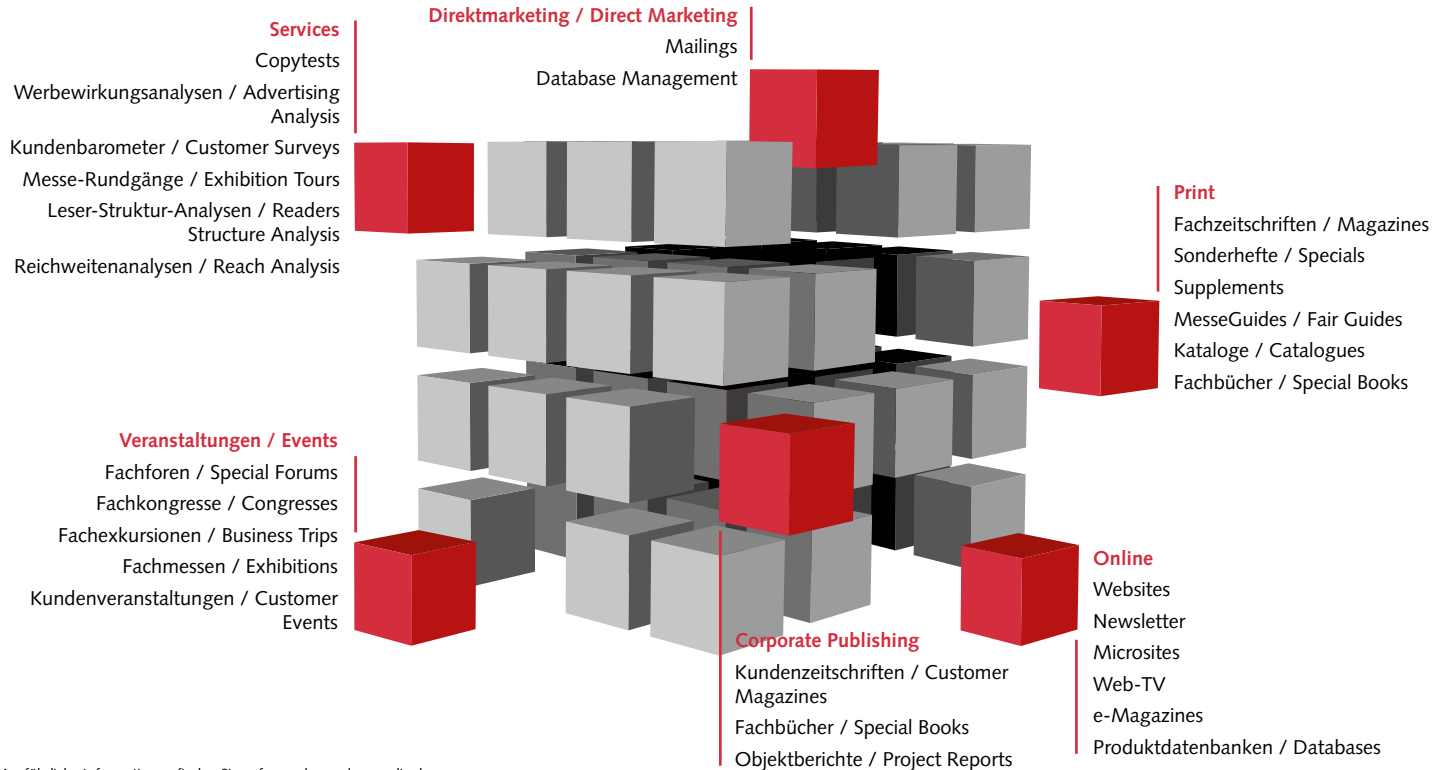 Direktmarketing / Direct Marketing
Mailings
Database Management
Services
Copytests
Werbewirkungsanalysen / Advertising
Analysis
Kundenbarometer / Customer Surveys
Messe-Rundgänge / Exhibition Tours
Leser-Struktur-Analysen / Readers
Structure Analysis
Reichweitenanalysen / Reach Analysis
Print
Fachzeitschriften / Magazines
Sonderhefte / Specials
Supplements
MesseGuides / Fair Guides
Kataloge / Catalogues
Fachbücher / Special Books
Veranstaltungen / Events
Fachforen / Special Forums
Fachkongresse / Congresses
Fachexkursionen / Business Trips
Fachmessen / Exhibitions
Kundenveranstaltungen / Customer
Events
Corporate Publishing
Kundenzeitschriften / Customer
Magazines
Fachbücher / Special Books
Objektberichte / Project Reports
Online
Websites
Newsletter
Microsites
Web-TV
e-Magazines
Produktdatenbanken / Databases